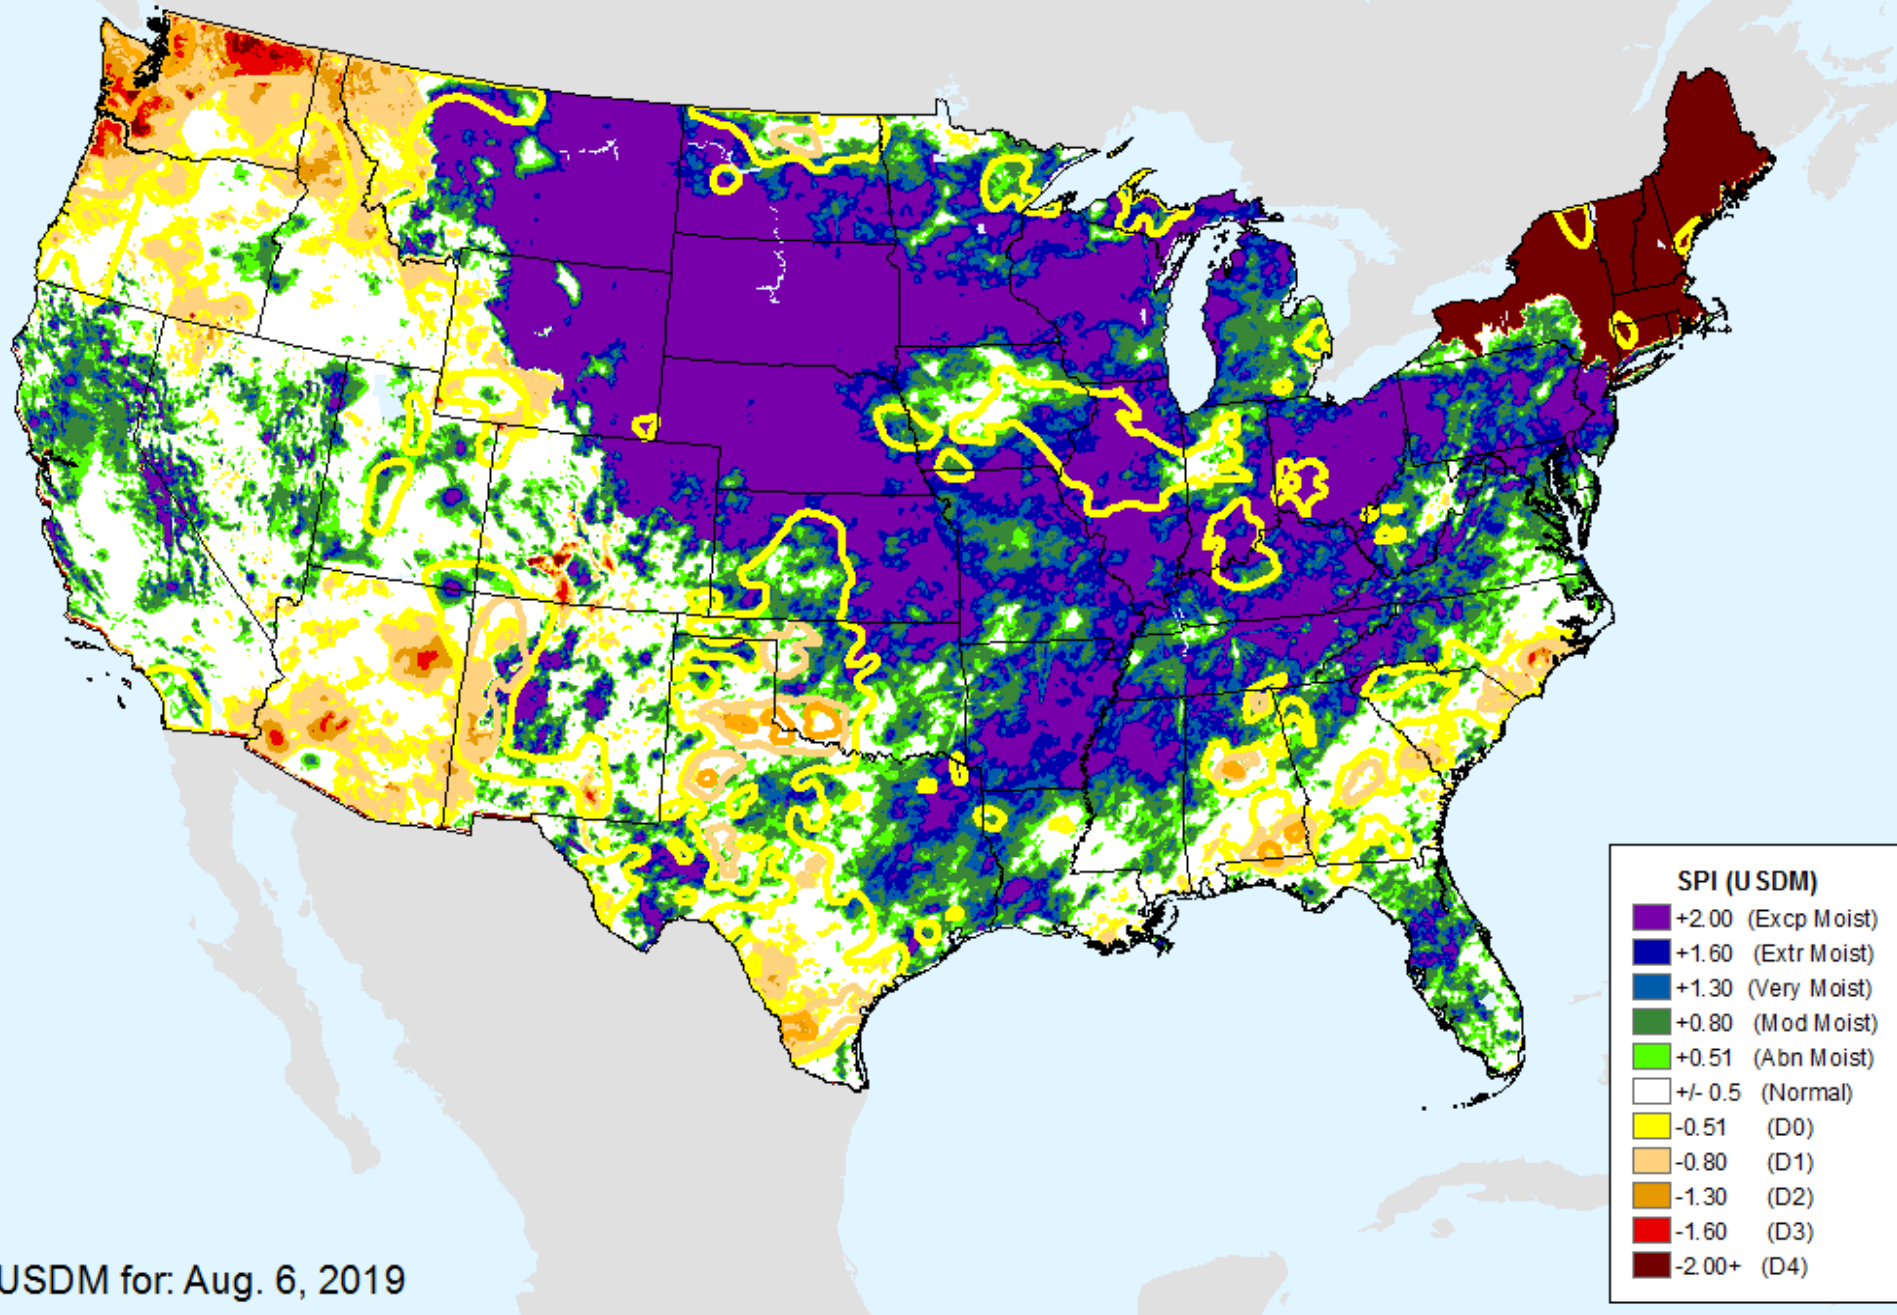 SPI (USDM)
+2.00 (Excp Moist)
+1.60 (Extr Moist)
+1.30 (Very Moist)
+0.80 (Mod Moist)
+0.51 (Abn Moist)
+/- 0.5 (Normal)
-0.51 (D0)
-0.80 (D1)
-1.30 (D2)
-1.60 (D3)
-2.00+ (D4)
USDM for: Aug. 6, 2019